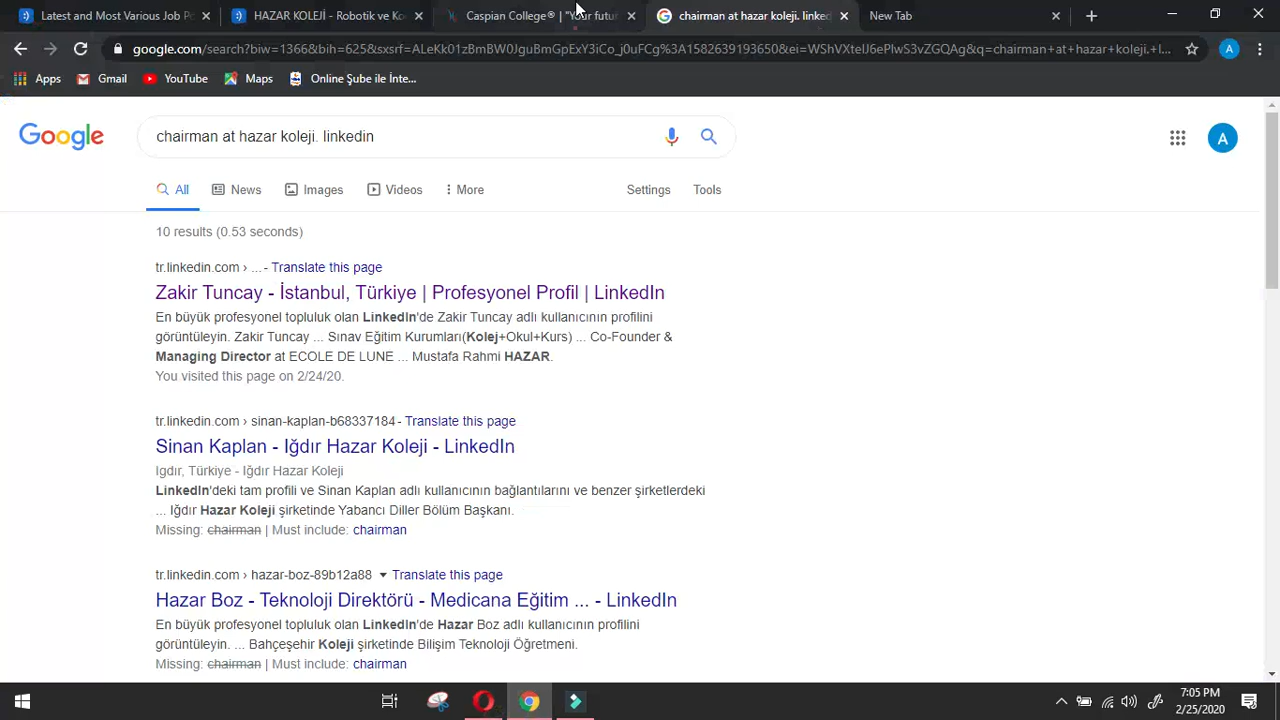 Latest and Most Various Job P
HAZAR KOLEJİ - Robotik ve K
Caspian College® | "Your futu
chairman at hazar koleji. linked
New Tab
google.com/search?biw=1366&bih=625&sxsrf=ALeKk01zBmBW0JguBmGpExY3iCo_j0uFCg%3A1582639193650&ei=WShVXteIJ6ePlwS3vZGQAg&q=chairman+at+hazar+koleji.+l...
A
Apps
Gmail
YouTube
Maps
Online Şube ile İnte...
Google
chairman at hazar koleji. linkedin
A
All
News
Images
Videos
More
Settings
Tools
10 results (0.53 seconds)
tr.linkedin.com › ... - Translate this page
Zakir Tuncay - İstanbul, Türkiye | Profesyonel Profil | LinkedIn
En büyük profesyonel topluluk olan LinkedIn'de Zakir Tuncay adlı kullanıcının profilini
görüntüleyin. Zakir Tuncay ... Sınav Eğitim Kurumları(Kolej+Okul+Kurs) ... Co-Founder &
Managing Director at ECOLE DE LUNE ... Mustafa Rahmi HAZAR.
You visited this page on 2/24/20.
tr.linkedin.com › sinan-kaplan-b68337184 - Translate this page
Sinan Kaplan - Iğdır Hazar Koleji - LinkedIn
Igdır, Türkiye - Iğdır Hazar Koleji
LinkedIn'deki tam profili ve Sinan Kaplan adlı kullanıcının bağlantılarını ve benzer şirketlerdeki
... Iğdır Hazar Koleji şirketinde Yabancı Diller Bölüm Başkanı.
Missing: chairman | Must include: chairman
tr.linkedin.com › hazar-boz-89b12a88 Translate this page
Hazar Boz - Teknoloji Direktörü - Medicana Eğitim ... - LinkedIn
En büyük profesyonel topluluk olan LinkedIn'de Hazar Boz adlı kullanıcının profilini
görüntüleyin. ... Bahçeşehir Koleji şirketinde Bilişim Teknoloji Öğretmeni.
Missing: chairman | Must include: chairman
7:05 PM
2/25/2020